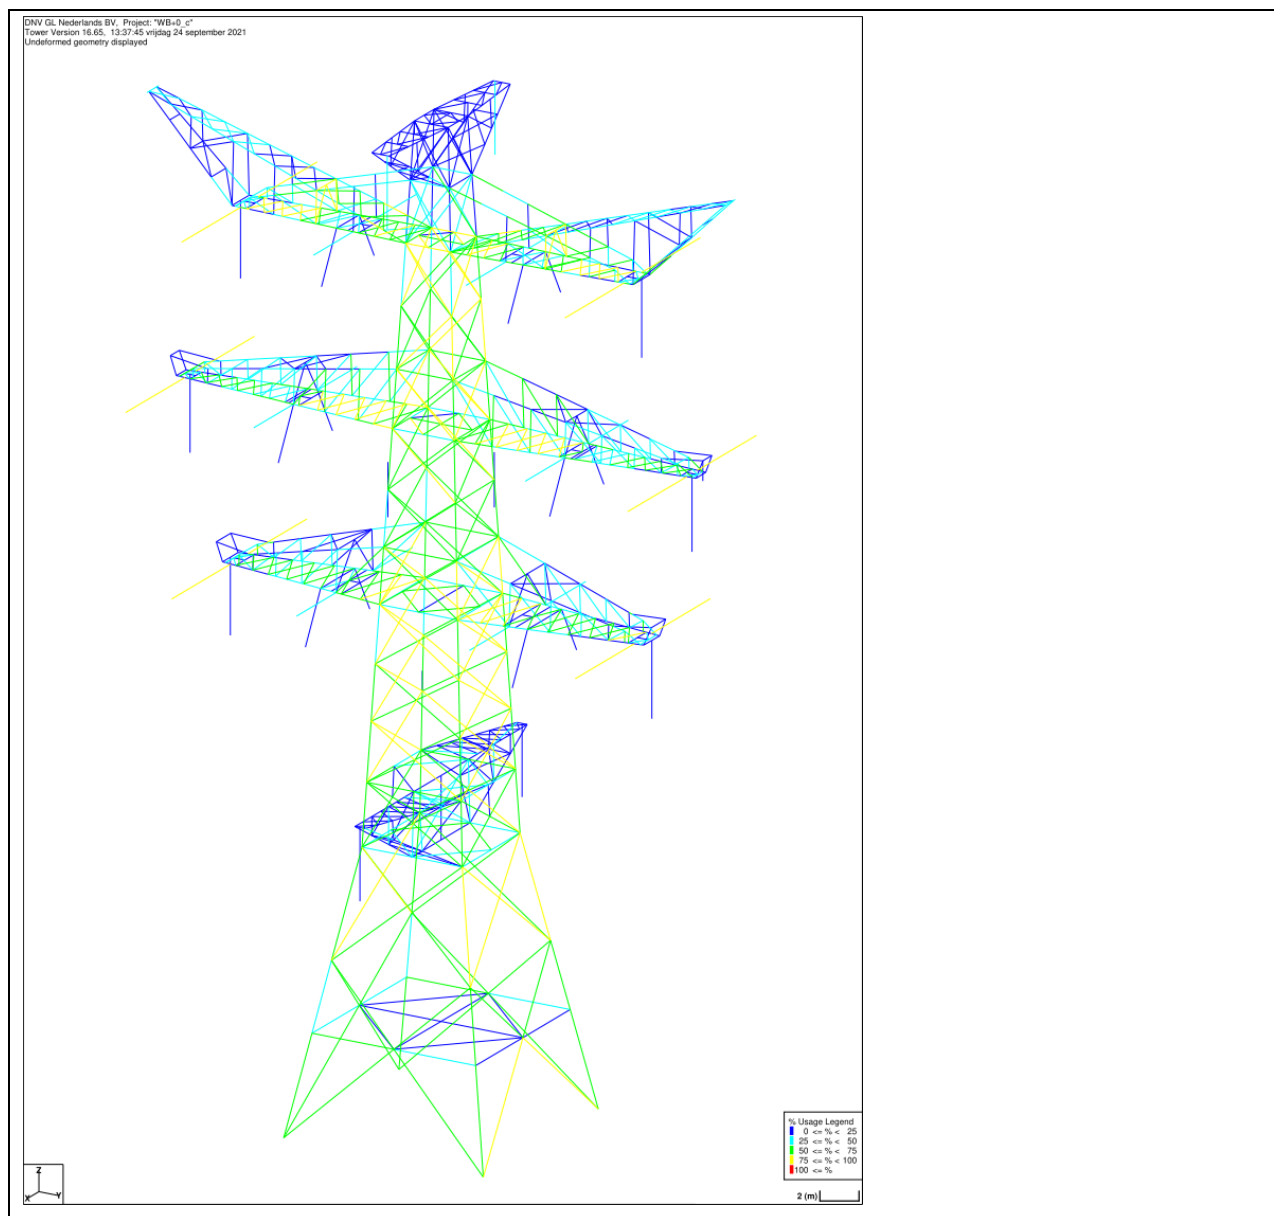 DNV GL Nederlands BV, Project: "WB+0_c"
Tower Version 16.65, 13:37:45 vrijdag 24 september 2021
Undeformed geometry displayed
% Usage Legend
0 <= % < 25
25 <= % < 50
50 <= % < 75
75 <= % < 100
100 <= %
2 (m)
Z
X
Y